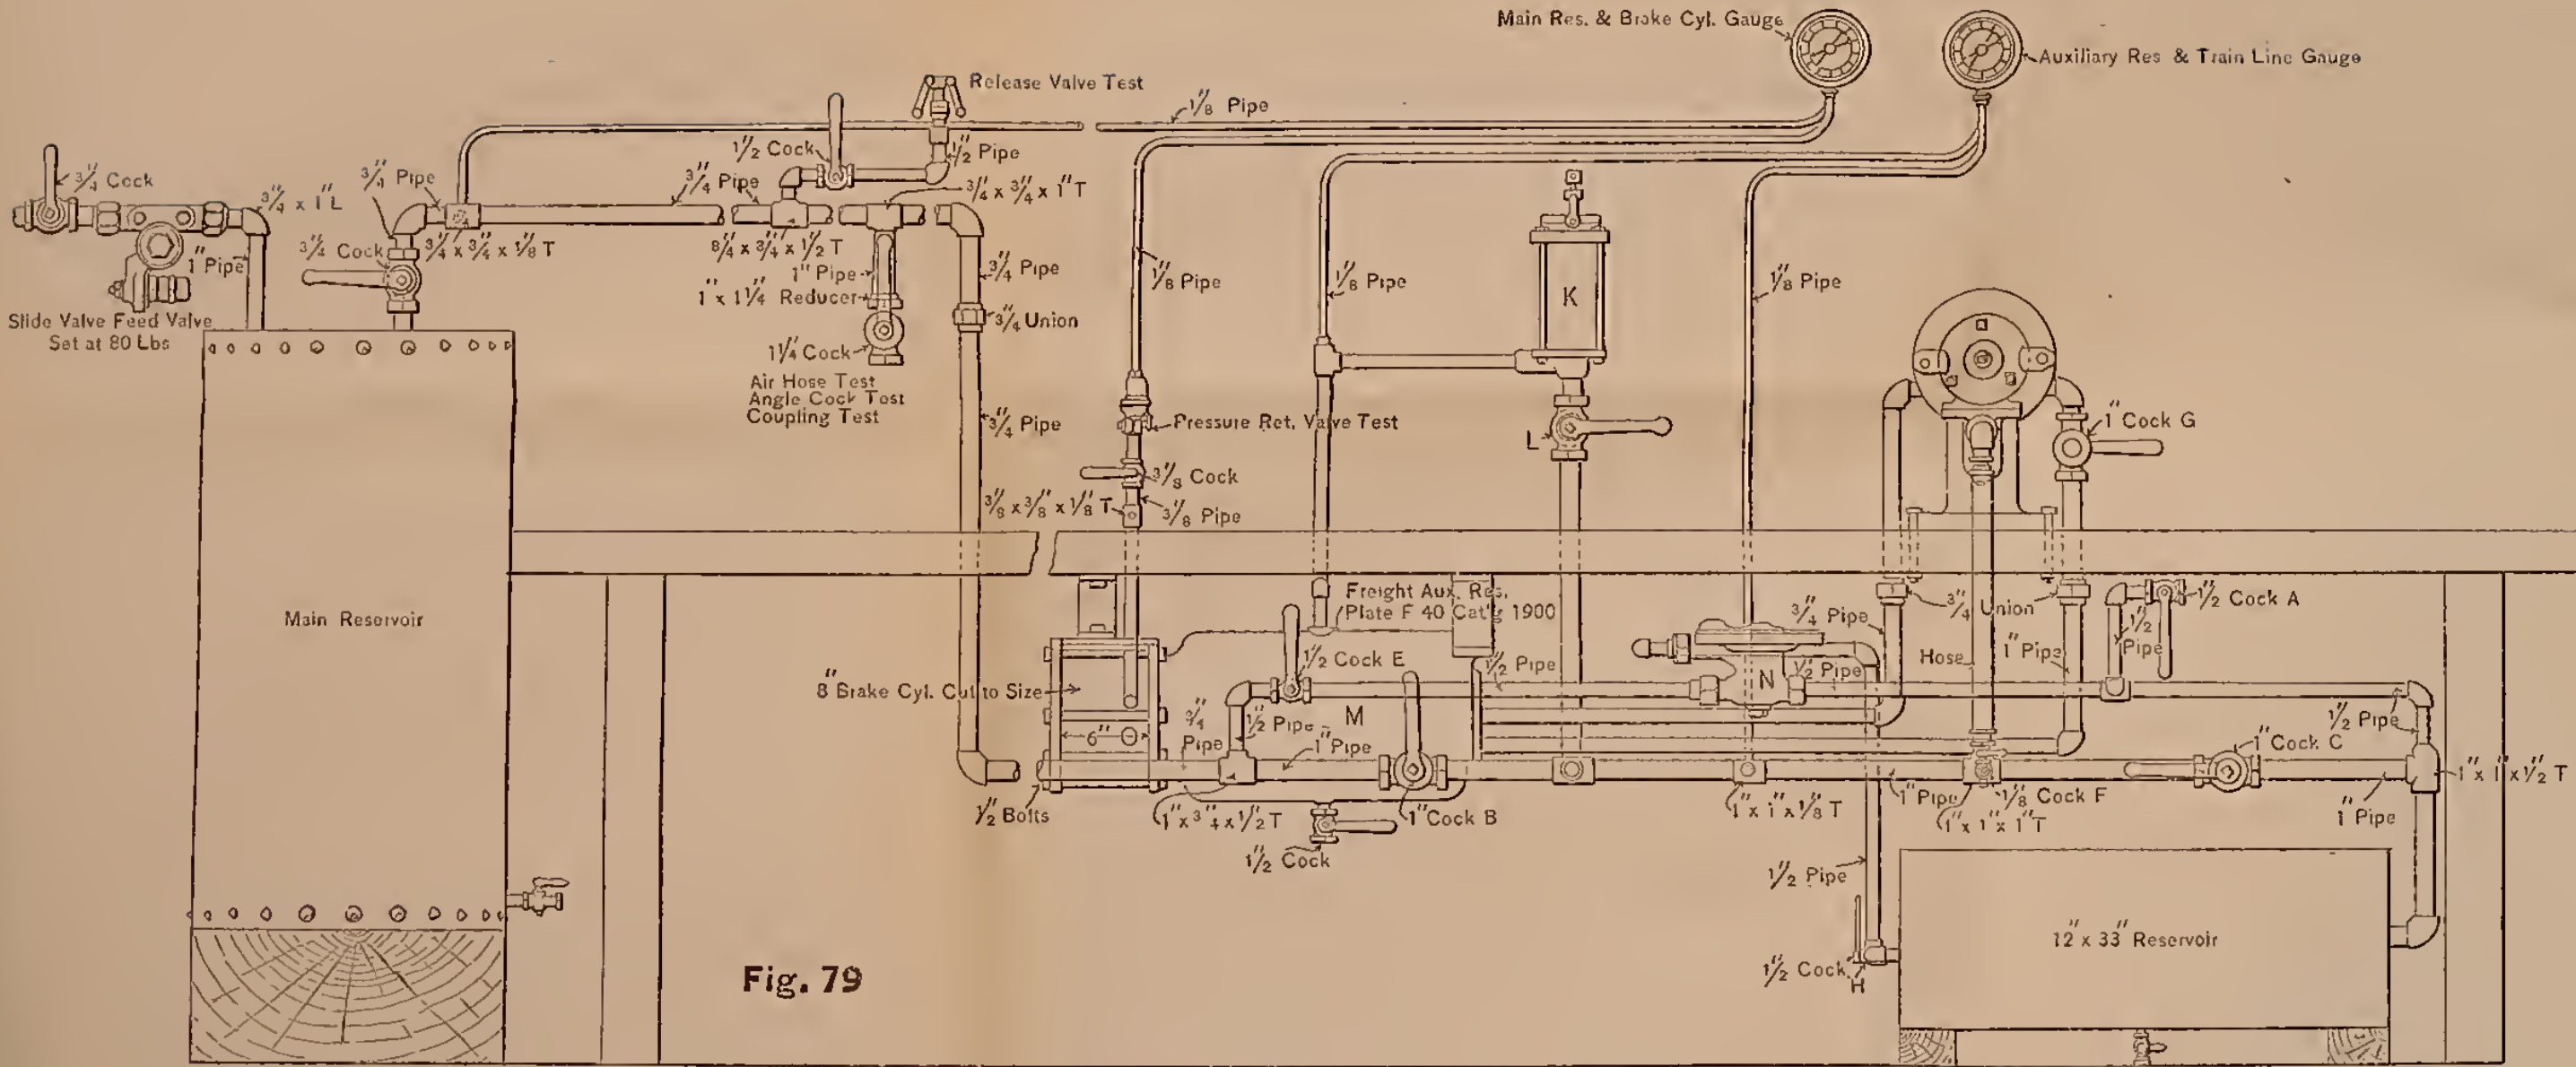 Main Res. & Brake Cyl. Gauge
Auxiliary Res & Train Line Gauge
Release Valve Test
1/8" Pipe
1/2" Cock
1/2" Pipe
3/4" Cock
3/4" x 1" L
3/4" Pipe
3/4" Pipe
3/4" x 3/4" x 1" T
3/4" Cock
3/4" x 3/4" x 1/8" T
8/4" x 3/4" x 1/2" T
1" Pipe
1" Pipe
1" x 1 1/4" Reducer
3/4" Pipe
1/8" Pipe
1/8" Pipe
K
1/8" Pipe
Slide Valve Feed Valve
Set at 80 Lbs
3/4" Union
1 1/4" Cock
Air Hose Test
Angle Cock Test
Coupling Test
3/4" Pipe
Pressure Ret. Valve Test
L
1" Cock G
3/8" Cock
3/8" x 3/8" x 1/8" T
3/8" Pipe
Main Reservoir
Freight Aux. Res.
Plate F 40 Cat'g 1900
3/4" Pipe
3/4" Union
1/2" Cock A
1/2" Pipe
8" Brake Cyl. Cut to Size
1/2" Cock E
1/2" Pipe
N
1/2" Pipe
Hose
1" Pipe
6"
3/4" Pipe
1/2" Pipe
M
1" Pipe
1/2" Pipe
1" Cock C
1" x 1" x 1/2" T
1/2" Bolts
1" x 3/4" x 1/2" T
1" Cock B
1" x 1" x 1/8" T
1" Pipe
1/8" Cock F
1" x 1" x 1" T
1" Pipe
1/2" Cock
1/2" Pipe
12" x 33" Reservoir
1/2" Cock
H
Fig. 79